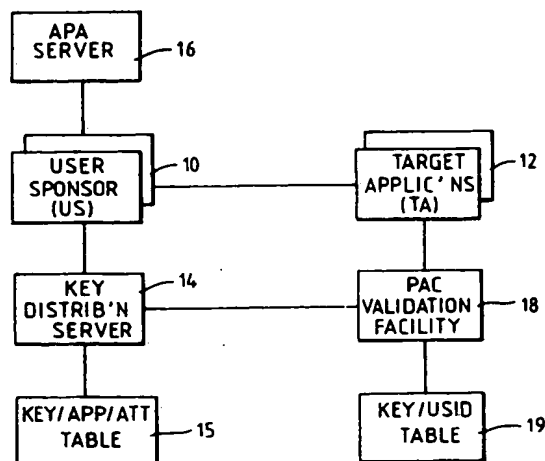 APA
SERVER
16
USER
SPONSOR
(US)
10
TARGET
APPLIC'NS
(TA)
12
KEY
DISTRIB'N
SERVER
14
PAC
VALIDATION
FACILITY
18
KEY/APP/ATT
TABLE
15
KEY/USID
TABLE
19